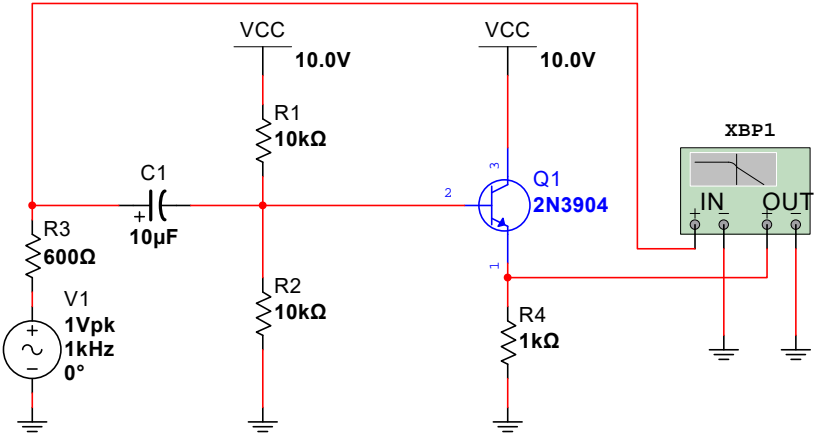 VCC
10.0V
VCC
10.0V
R1
10kΩ
XBP1
C1
+
10µF
2
3
Q1
2N3904
IN
OUT
+
−
+
−
R3
600Ω
1
V1
1Vpk
1kHz
0°
+
−
R2
10kΩ
R4
1kΩ